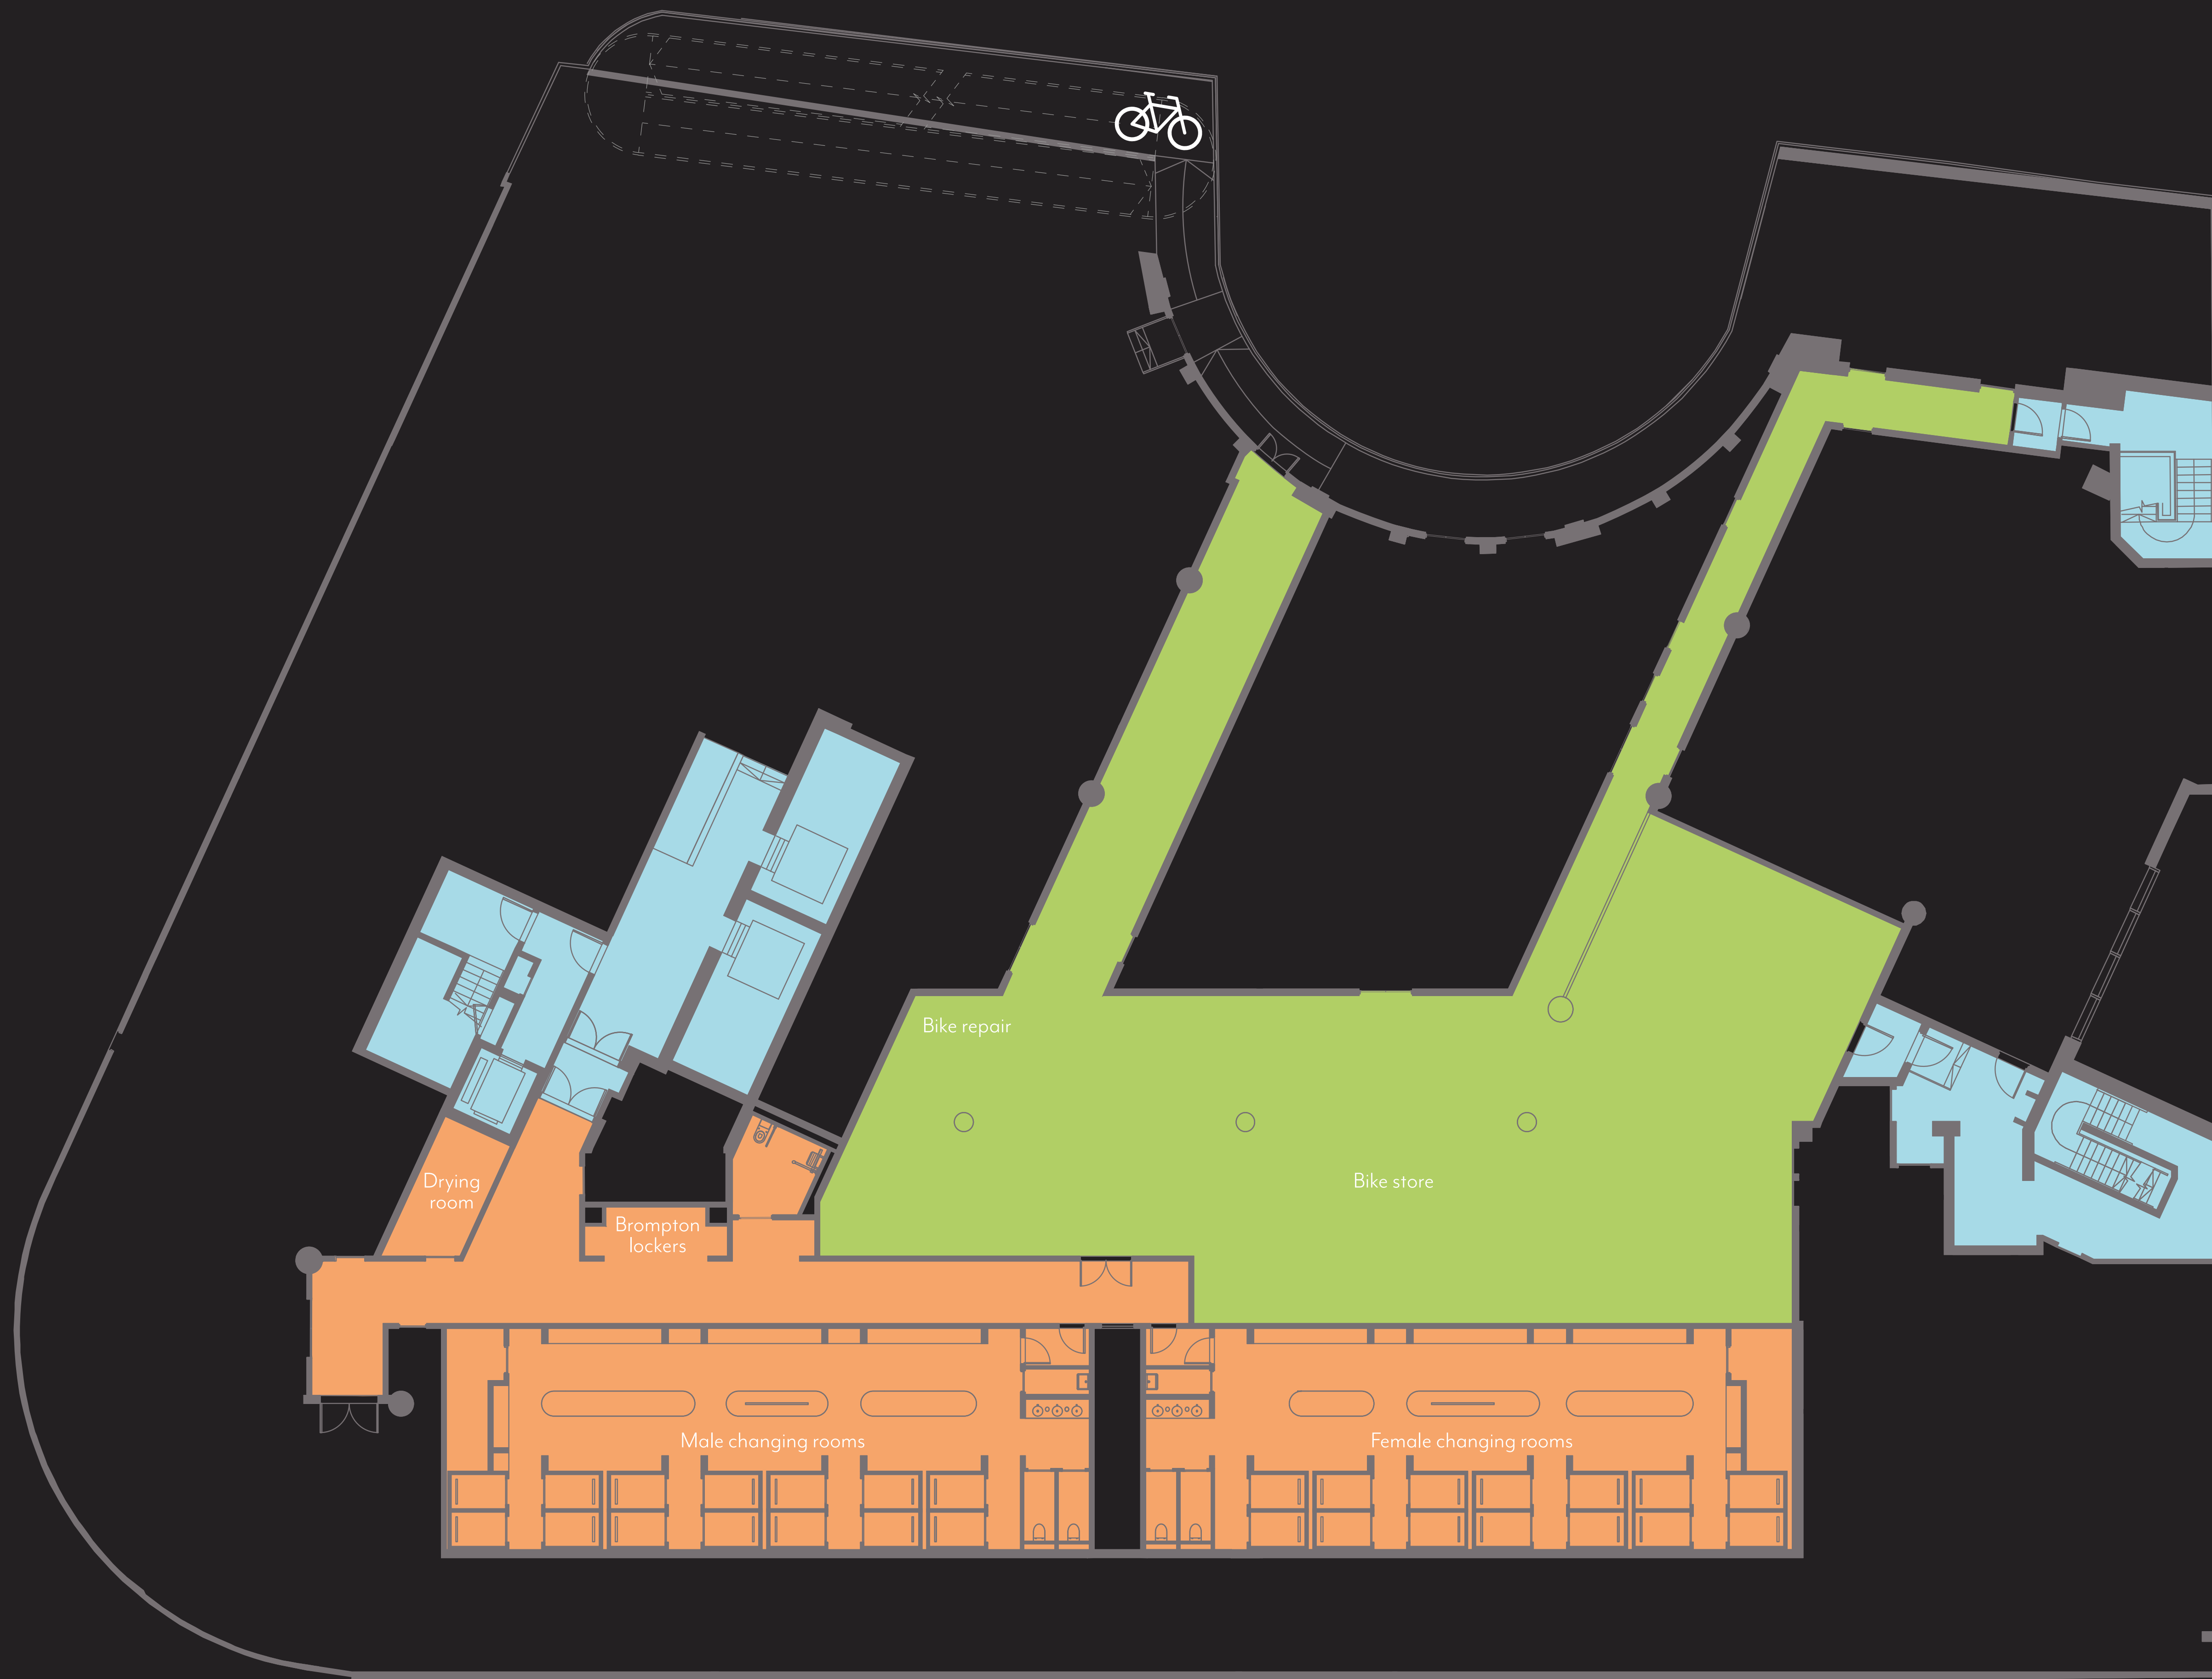 Bike repair
Drying
room
Bike store
Brompton
lockers
Male changing rooms
Female changing rooms